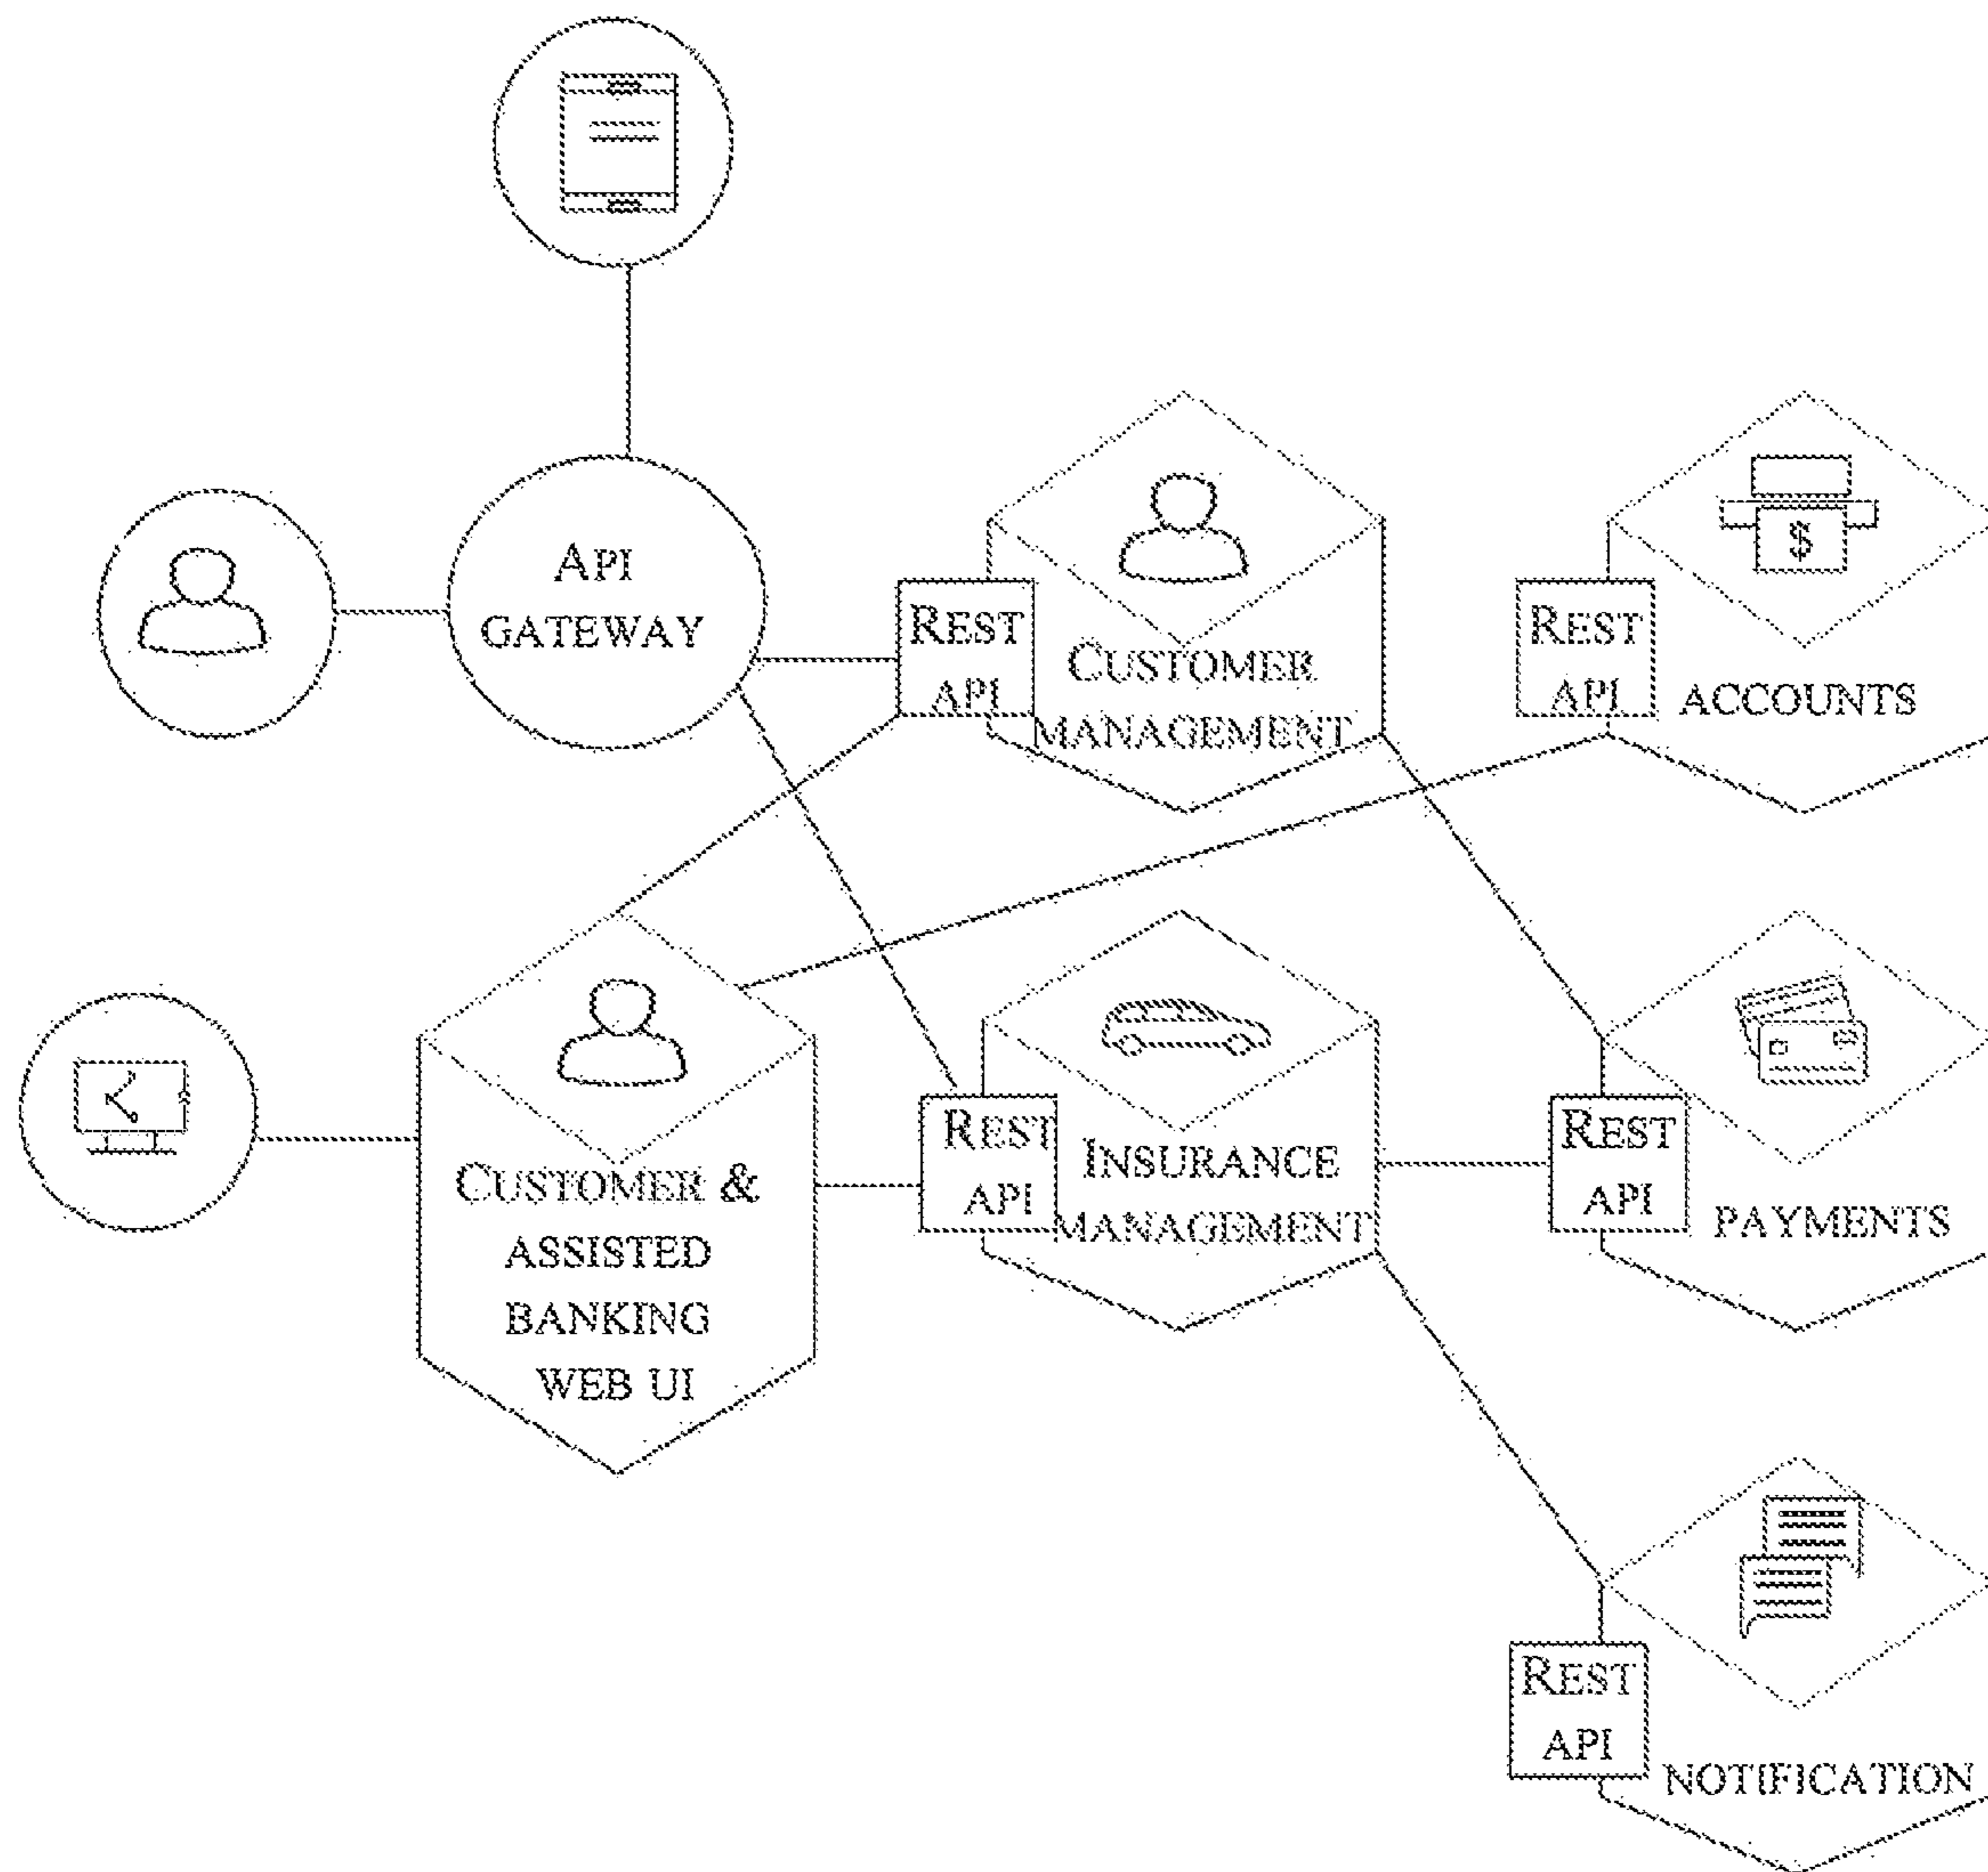 API
GATEWAY
REST
API
CUSTOMER
MANAGEMENT
REST
API
ACCOUNTS
$
CUSTOMER &
ASSISTED
BANKING
WEB UI
REST
API
INSURANCE
MANAGEMENT
REST
API
PAYMENTS
REST
API
NOTIFICATION